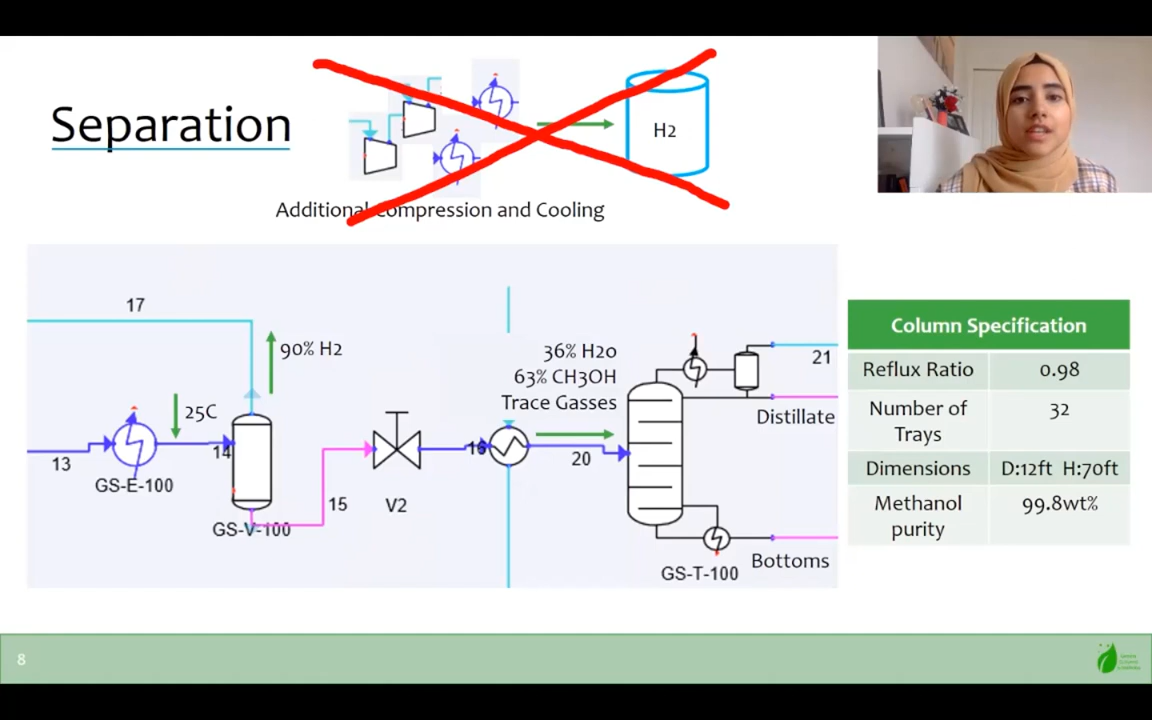 Separation
H2
Additional Compression and Cooling
17
90% H2
36% H2o
63% CH3OH
Trace Gasses
25C
21
Distillate
13
14
GS-E-100
16
20
15
V2
GS-V-100
GS-T-100
Bottoms
Column Specification
Reflux Ratio 0.98
Number of 32
Trays
Dimensions D:12ft H:70ft
Methanol 99.8wt%
purity
8